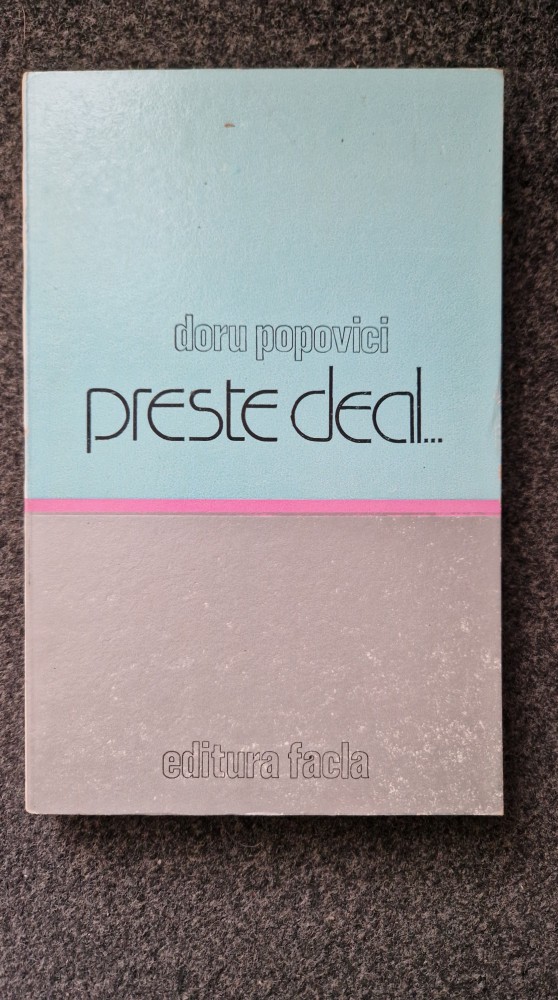 doru popovici
preste deal...
editura facla